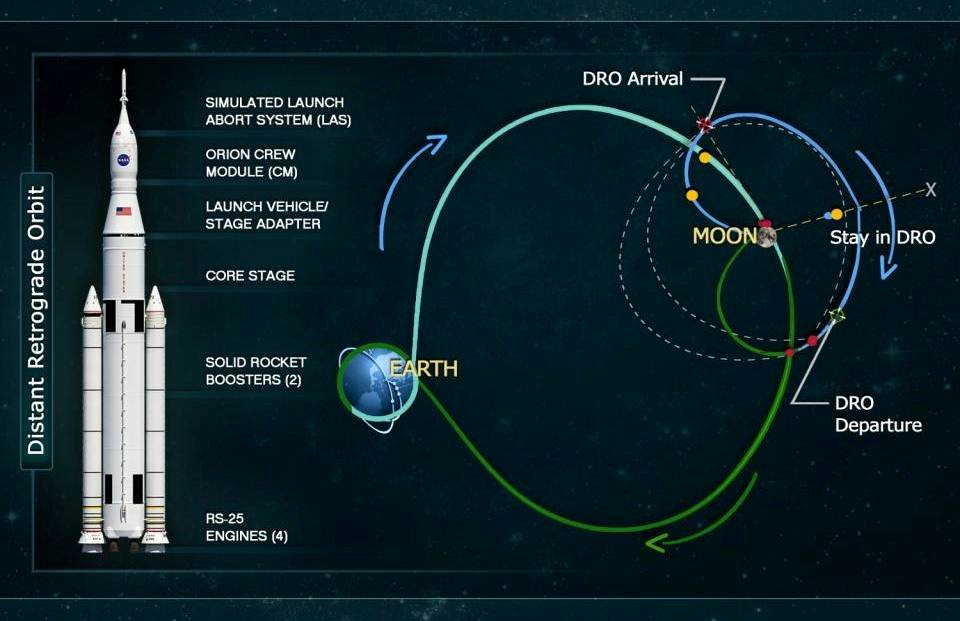 Distant Retrograde Orbit
SIMULATED LAUNCH
ABORT SYSTEM (LAS)
ORION CREW
MODULE (CM)
LAUNCH VEHICLE/
STAGE ADAPTER
CORE STAGE
SOLID ROCKET
BOOSTERS (2)
RS-25
ENGINES (4)
DRO Arrival
X
MOON
Stay in DRO
EARTH
DRO
Departure